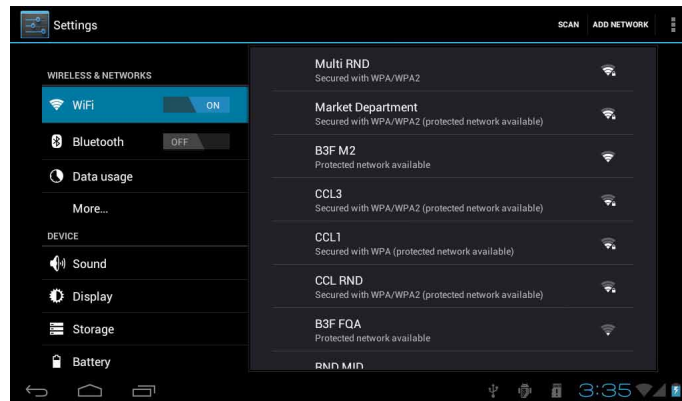 Settings
SCAN
ADD NETWORK
WIRELESS & NETWORKS
WiFi
ON
Bluetooth
OFF
Data usage
More...
DEVICE
Sound
Display
Storage
Battery
Multi RND
Secured with WPA/WPA2
Market Department
Secured with WPA/WPA2 (protected network available)
B3F M2
Protected network available
CCL3
Secured with WPA/WPA2 (protected network available)
CCL1
Secured with WPA (protected network available)
CCL RND
Secured with WPA/WPA2 (protected network available)
B3F FQA
Protected network available
RND MID
3:35